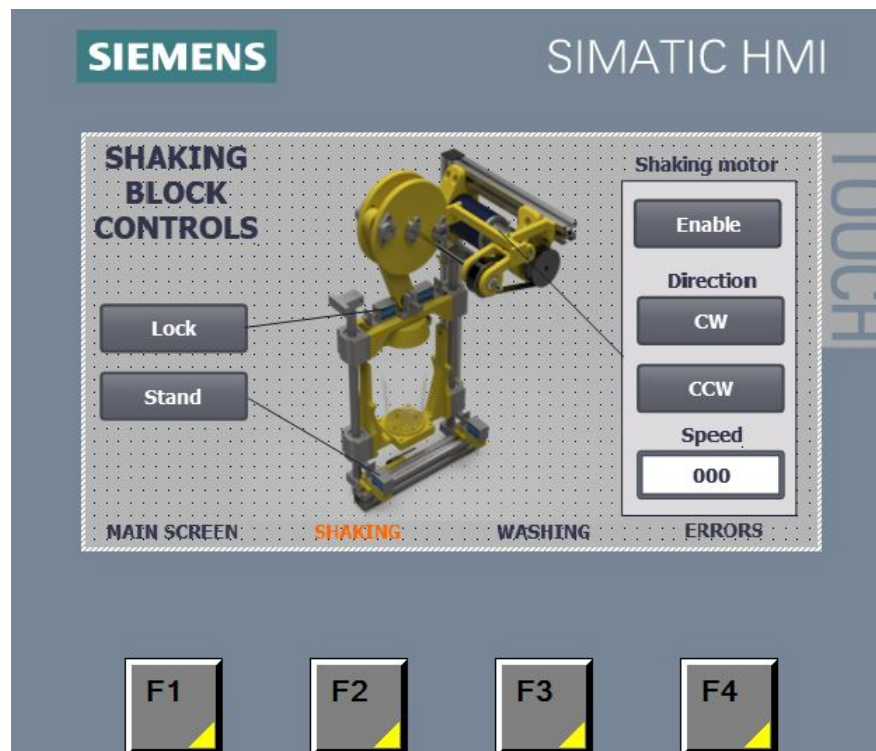 SIEMENS
SIMATIC HMI
TOUCH
SHAKING
BLOCK
CONTROLS
Lock
Stand
Shaking motor
Enable
Direction
CW
CCW
Speed
000
MAIN SCREEN
SHAKING
WASHING
ERRORS
F1
F2
F3
F4